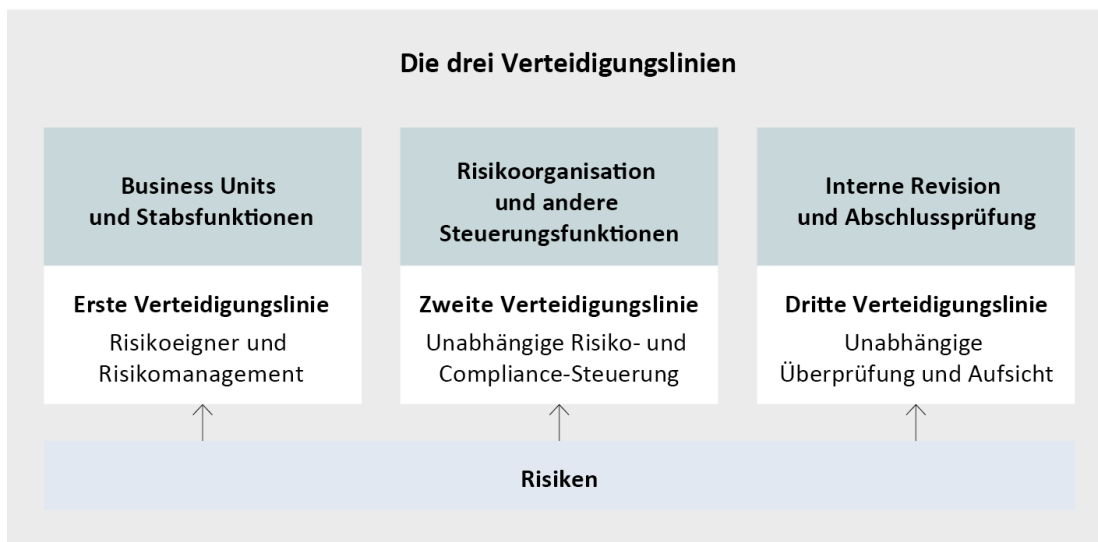 Die drei Verteidigungslinien
Business Units
und Stabsfunktionen
Erste Verteidigungslinie
Risikoeigner und
Risikomanagement
Risikoorganisation
und andere
Steuerungsfunktionen
Zweite Verteidigungslinie
Unabhängige Risiko- und
Compliance-Steuerung
Interne Revision
und Abschlussprüfung
Dritte Verteidigungslinie
Unabhängige
Überprüfung und Aufsicht
Risiken